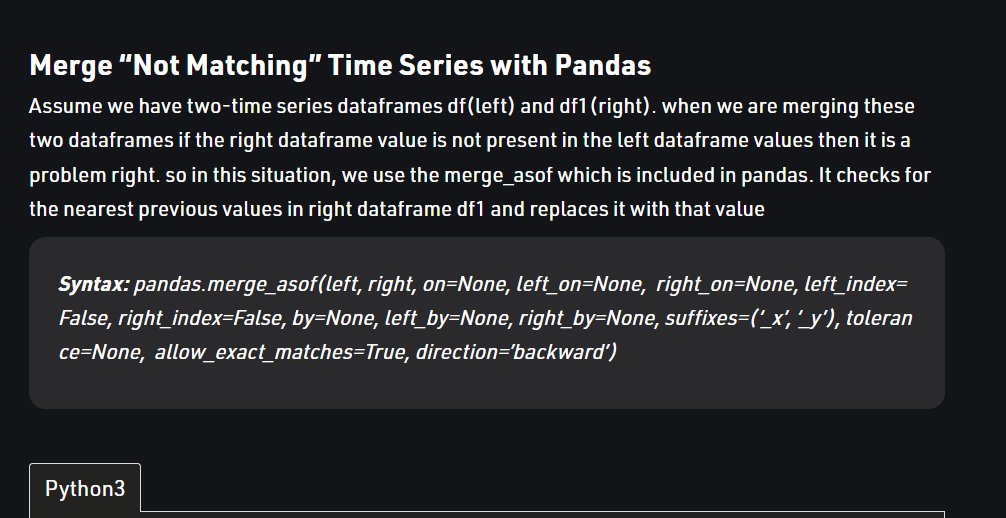 Merge “Not Matching” Time Series with Pandas
Assume we have two-time series dataframes df(left) and df1(right). when we are merging these
two dataframes if the right dataframe value is not present in the left dataframe values then it is a
problem right. so in this situation, we use the merge_asof which is included in pandas. It checks for
the nearest previous values in right dataframe df1 and replaces it with that value
Syntax: pandas.merge_asof(left, right, on=None, left_on=None,  right_on=None, left_index=
False, right_index=False, by=None, left_by=None, right_by=None, suffixes=(‘_x’, ‘_y’), toleran
ce=None,  allow_exact_matches=True, direction=’backward’)
Python3